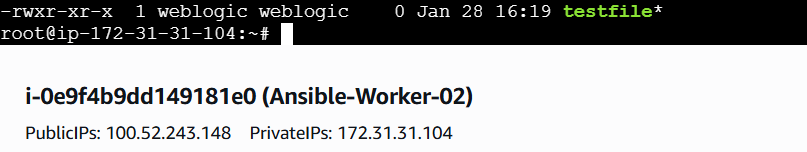 -rwxr-xr-x  1 weblogic weblogic    0 Jan 28 16:19 testfile*
root@ip-172-31-31-104:~#
i-0e9f4b9dd149181e0 (Ansible-Worker-02)
PublicIPs: 100.52.243.148    PrivateIPs: 172.31.31.104